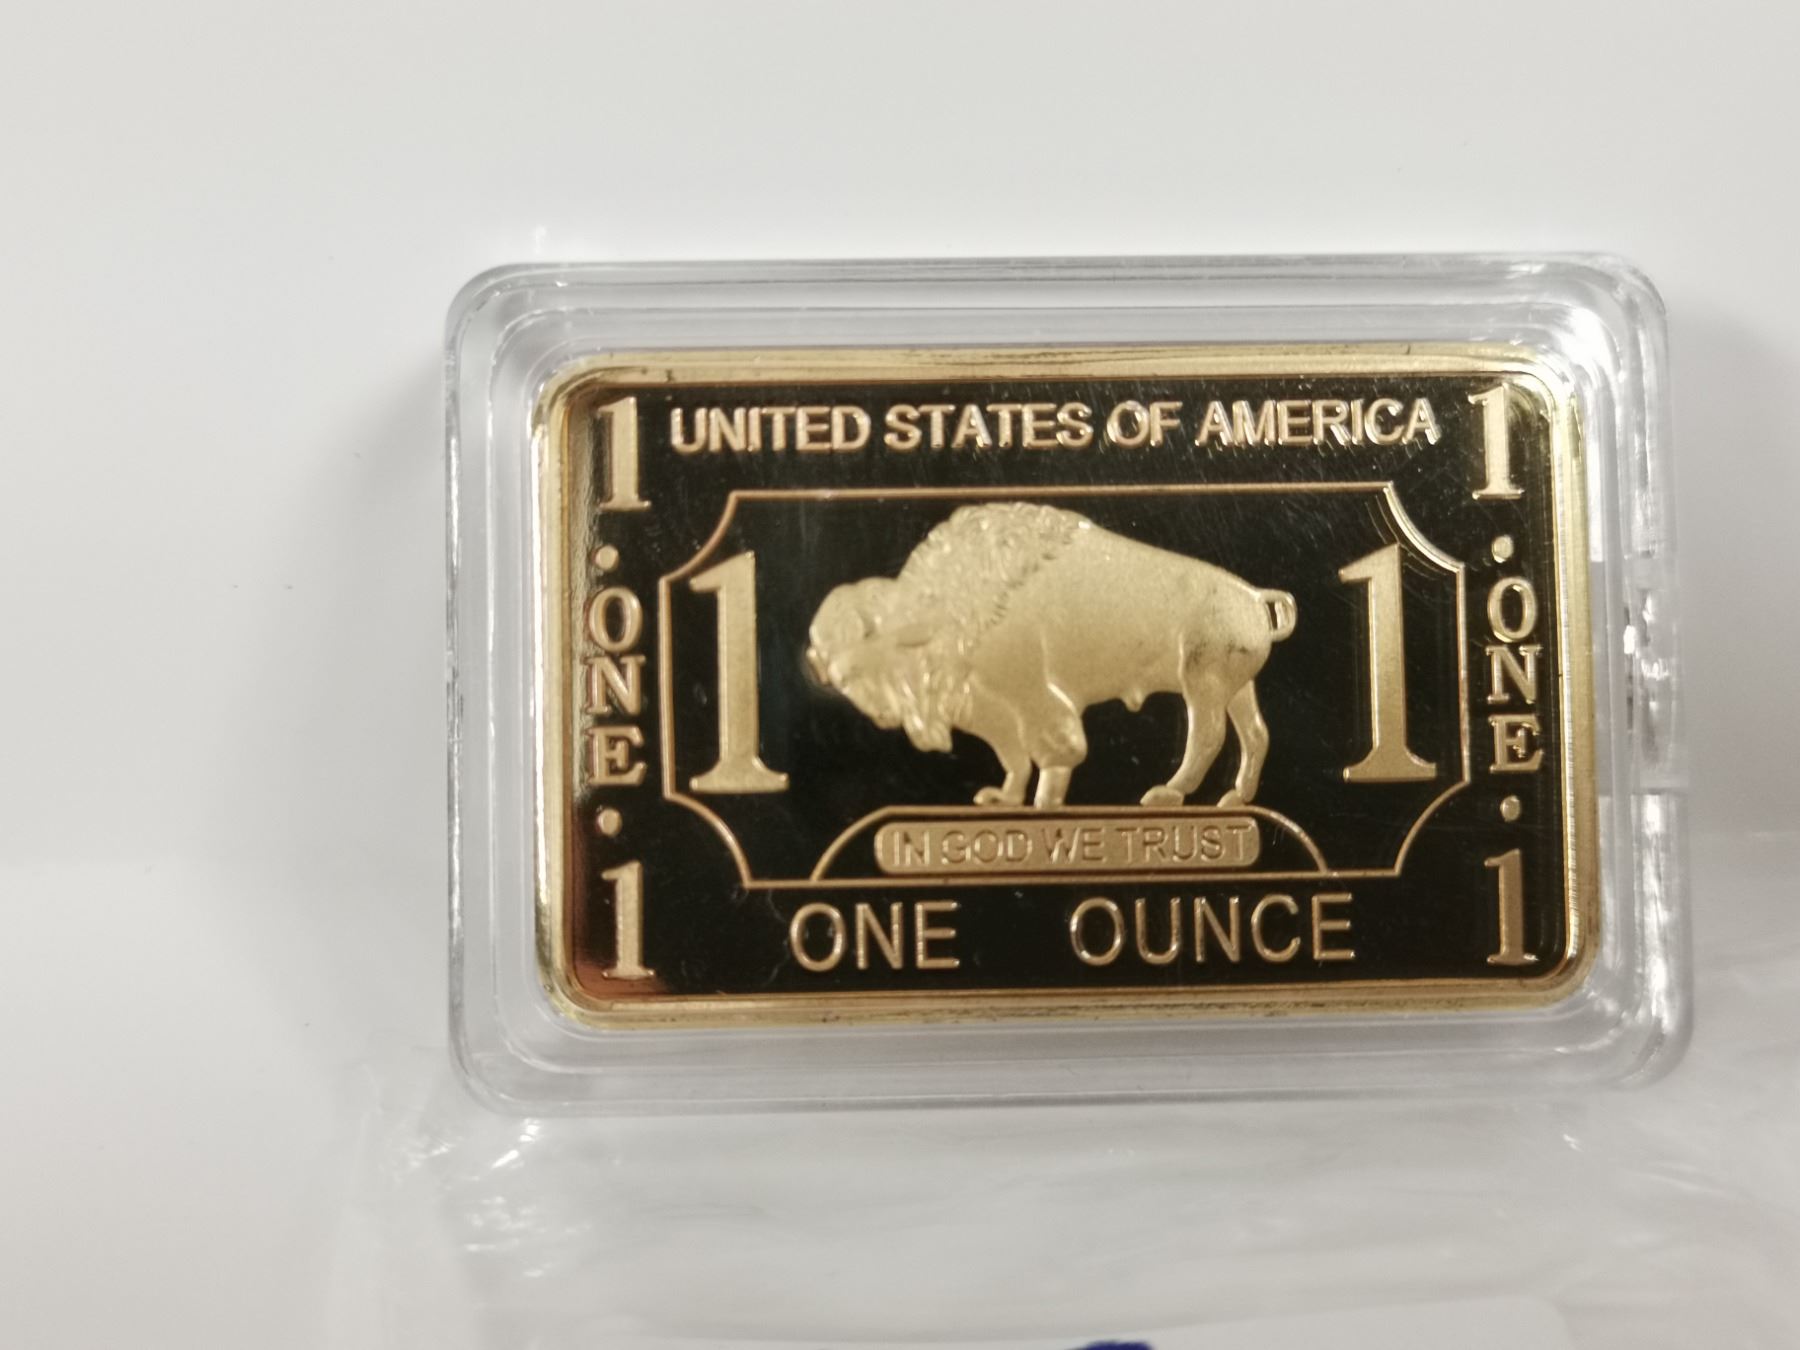 1 UNITED STATES OF AMERICA 1
· ONE ·
1 1
· ONE ·
IN GOD WE TRUST
1 ONE OUNCE 1